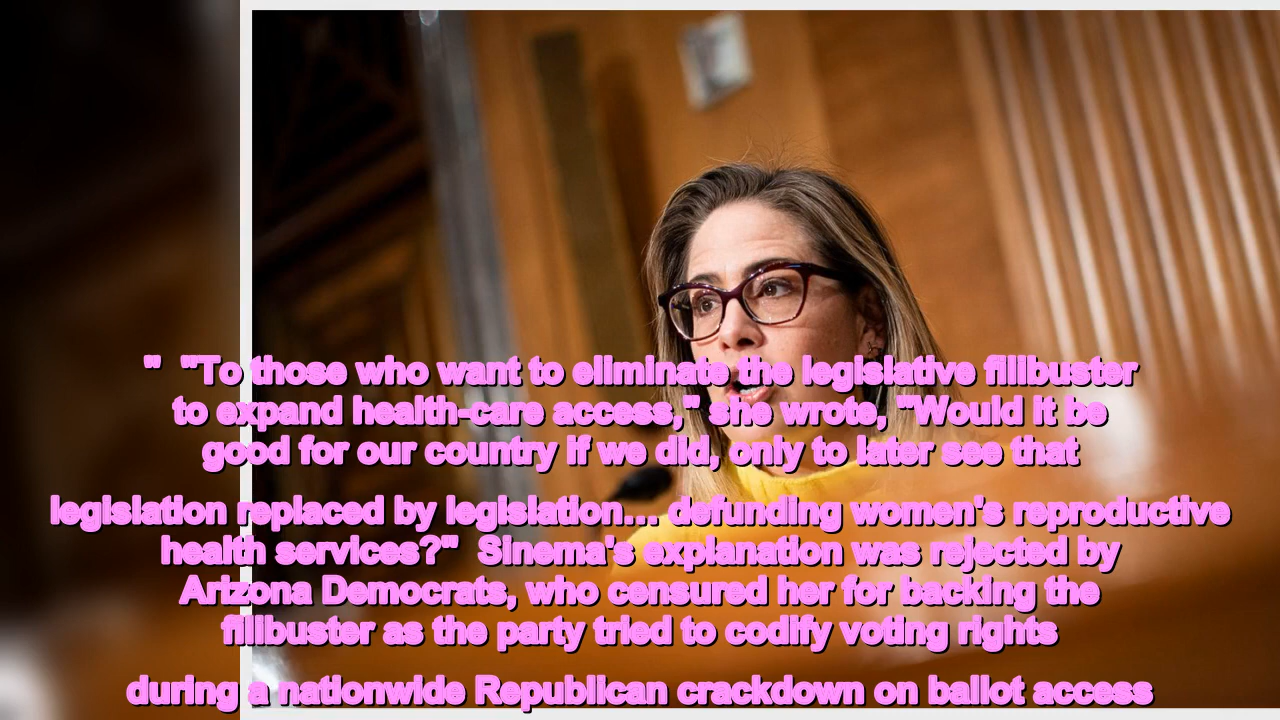 "  "To those who want to eliminate the legislative filibuster
to expand health-care access," she wrote, "Would it be
good for our country if we did, only to later see that
legislation replaced by legislation... defunding women's reproductive
health services?"  Sinema's explanation was rejected by
Arizona Democrats, who censured her for backing the
filibuster as the party tried to codify voting rights
during a nationwide Republican crackdown on ballot access